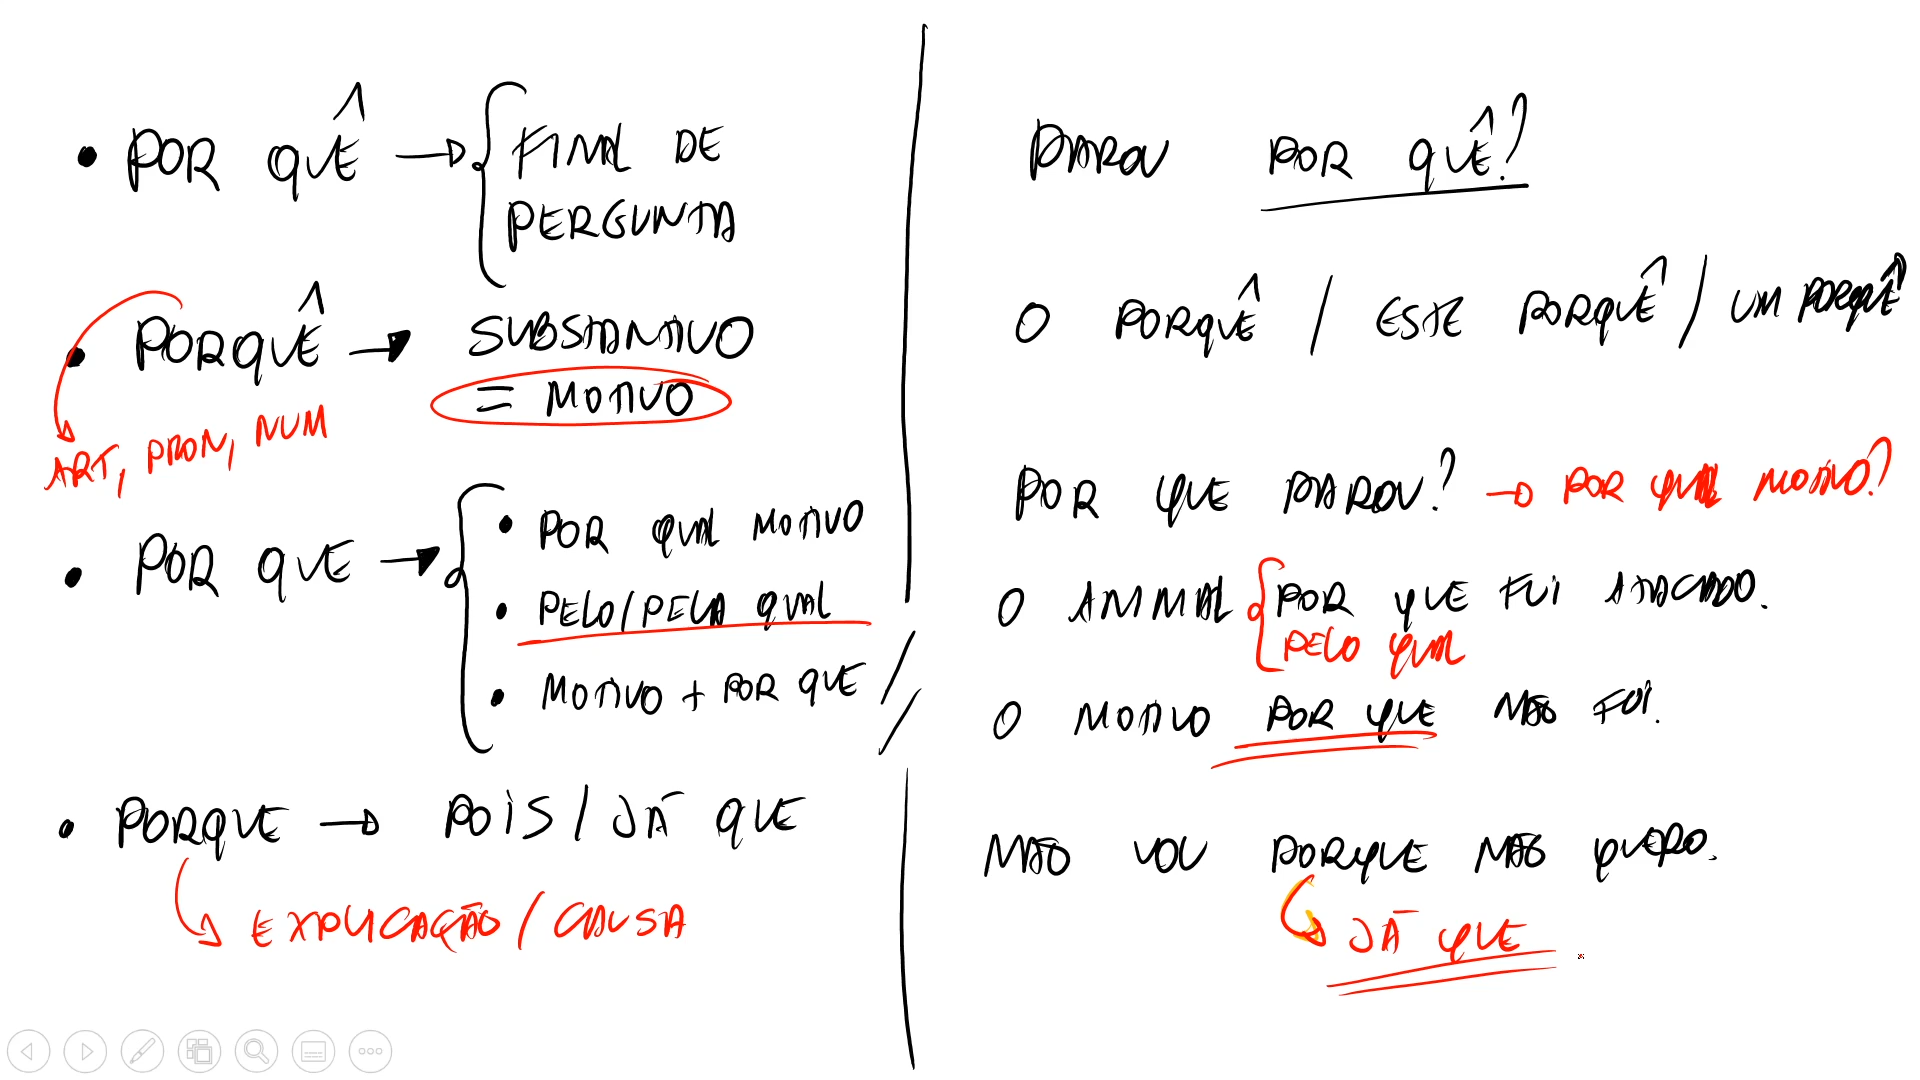 • POR QUÊ → { FINAL DE
PERGUNTA
• PORQUÊ → SUBSTANTIVO
= MOTIVO
ART, PRON, NUM
• POR QUE → { • POR QUAL MOTIVO
• PELO/PELA QUAL
• MOTIVO + POR QUE //
• PORQUE → POIS / JÁ QUE
EXPLICAÇÃO / CAUSA
PAROU POR QUÊ?
O PORQUÊ / ESTE PORQUÊ / UM PORQUÊ
POR QUE PAROU? → POR QUAL MOTIVO?
O ANIMAL { POR QUE FUI ATACADO.
PELO QUAL
O MOTIVO POR QUE NÃO FUI.
NÃO VOU PORQUE NÃO QUERO.
JÁ QUE